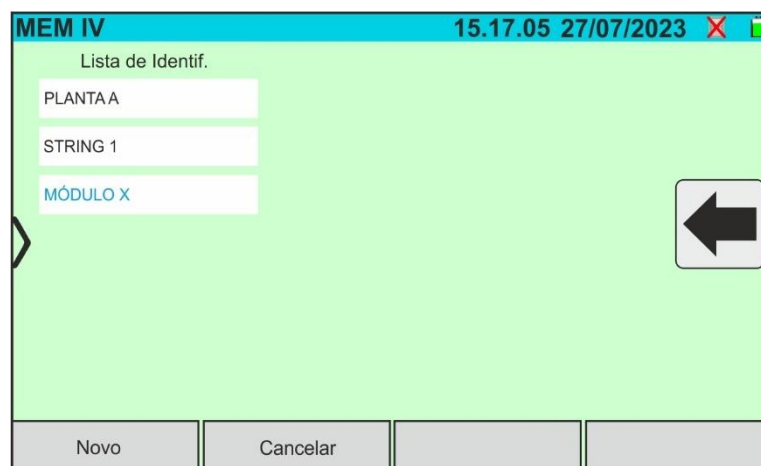 MEM IV 15.17.05 27/07/2023
Lista de Identif.
PLANTA A
STRING 1
MÓDULO X
Novo Cancelar